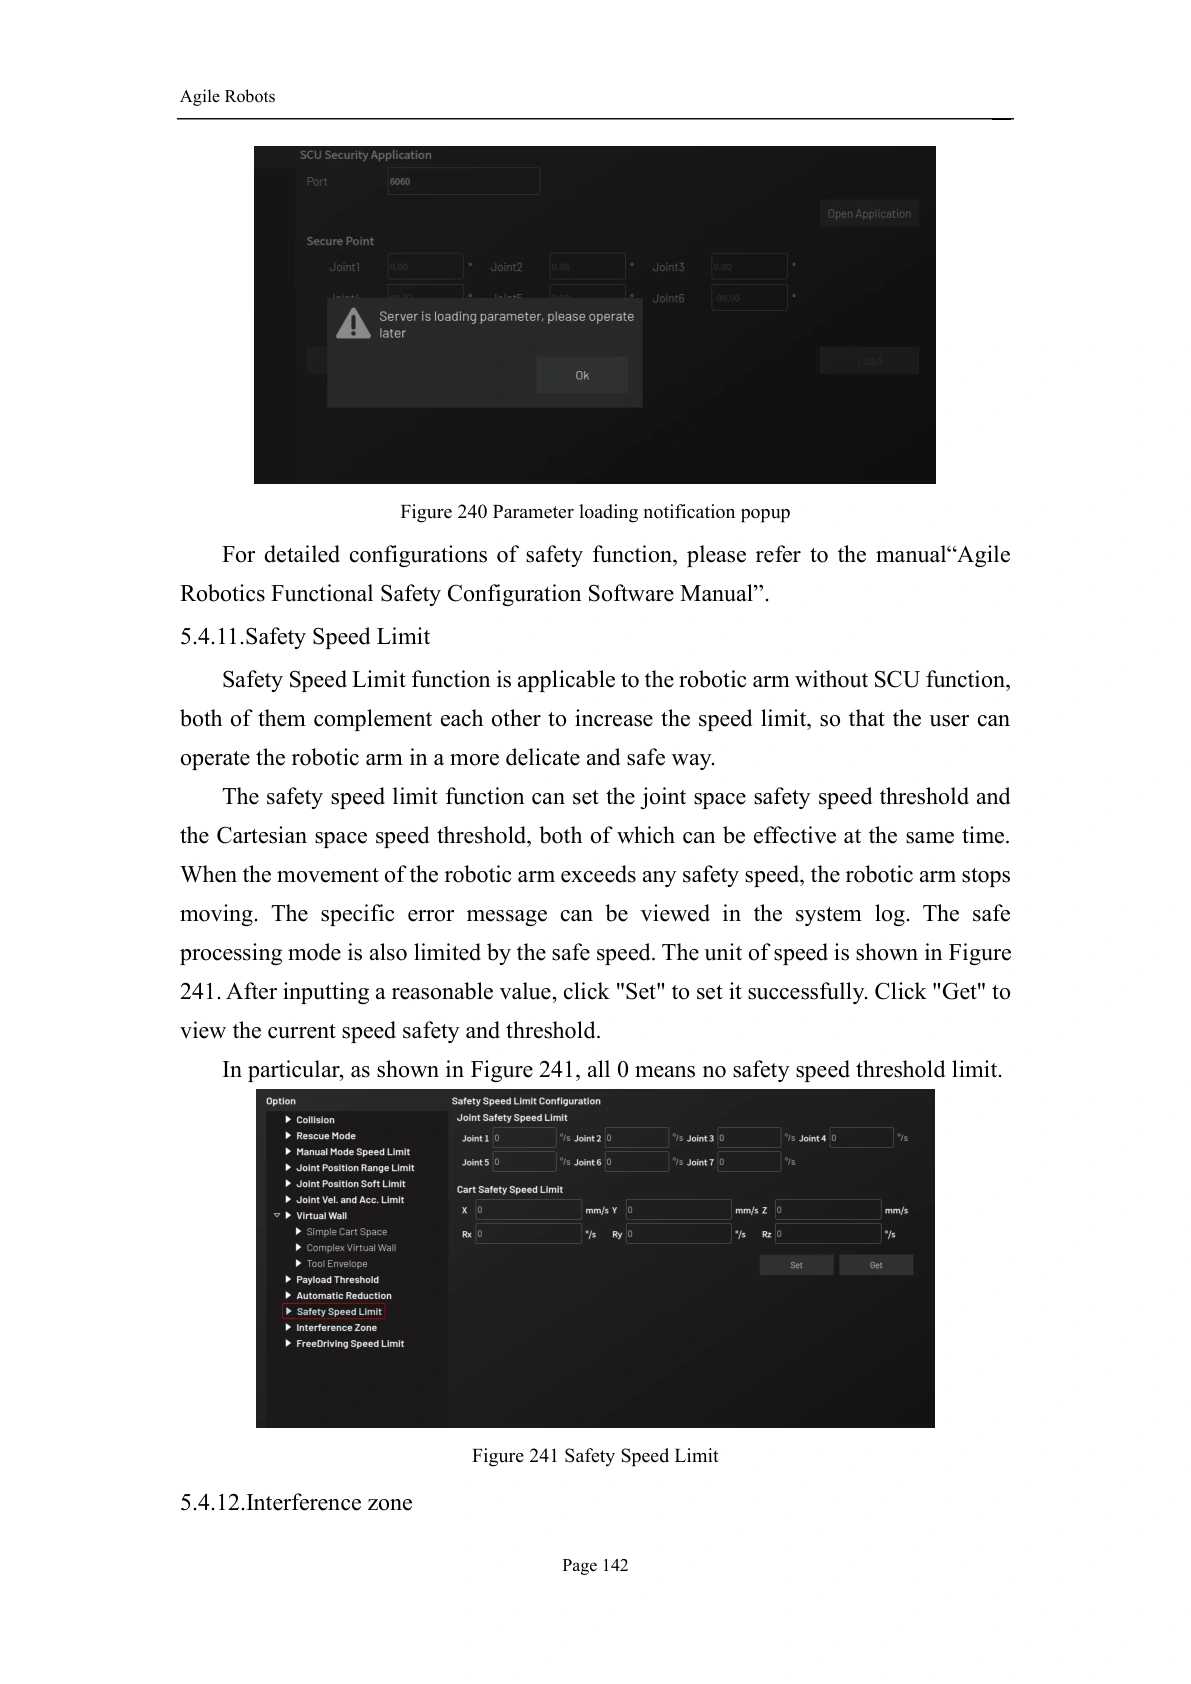 Agile Robots
SCU Security Application
Port 6060
Open Application
Secure Point
Joint1 0.00 ° Joint2 0.00 ° Joint3 0.00 °
Joint6 -90.00 °
Server is loading parameter, please operate
later
Load
Ok
Figure 240 Parameter loading notification popup
For detailed configurations of safety function, please refer to the manual“Agile
Robotics Functional Safety Configuration Software Manual”.
5.4.11.Safety Speed Limit
Safety Speed Limit function is applicable to the robotic arm without SCU function,
both of them complement each other to increase the speed limit, so that the user can
operate the robotic arm in a more delicate and safe way.
The safety speed limit function can set the joint space safety speed threshold and
the Cartesian space speed threshold, both of which can be effective at the same time.
When the movement of the robotic arm exceeds any safety speed, the robotic arm stops
moving. The specific error message can be viewed in the system log. The safe
processing mode is also limited by the safe speed. The unit of speed is shown in Figure
241. After inputting a reasonable value, click "Set" to set it successfully. Click "Get" to
view the current speed safety and threshold.
In particular, as shown in Figure 241, all 0 means no safety speed threshold limit.
Option
Collision
Rescue Mode
Manual Mode Speed Limit
Joint Position Range Limit
Joint Position Soft Limit
Joint Vel. and Acc. Limit
Virtual Wall
Simple Cart Space
Complex Virtual Wall
Tool Envelope
Payload Threshold
Automatic Reduction
Safety Speed Limit
Interference Zone
FreeDriving Speed Limit
Safety Speed Limit Configuration
Joint Safety Speed Limit
Joint 1 0 °/s Joint 2 0 °/s Joint 3 0 °/s Joint 4 0 °/s
Joint 5 0 °/s Joint 6 0 °/s Joint 7 0 °/s
Cart Safety Speed Limit
X 0 mm/s Y 0 mm/s Z 0 mm/s
Rx 0 °/s Ry 0 °/s Rz 0 °/s
Set Get
Figure 241 Safety Speed Limit
5.4.12.Interference zone
Page 142